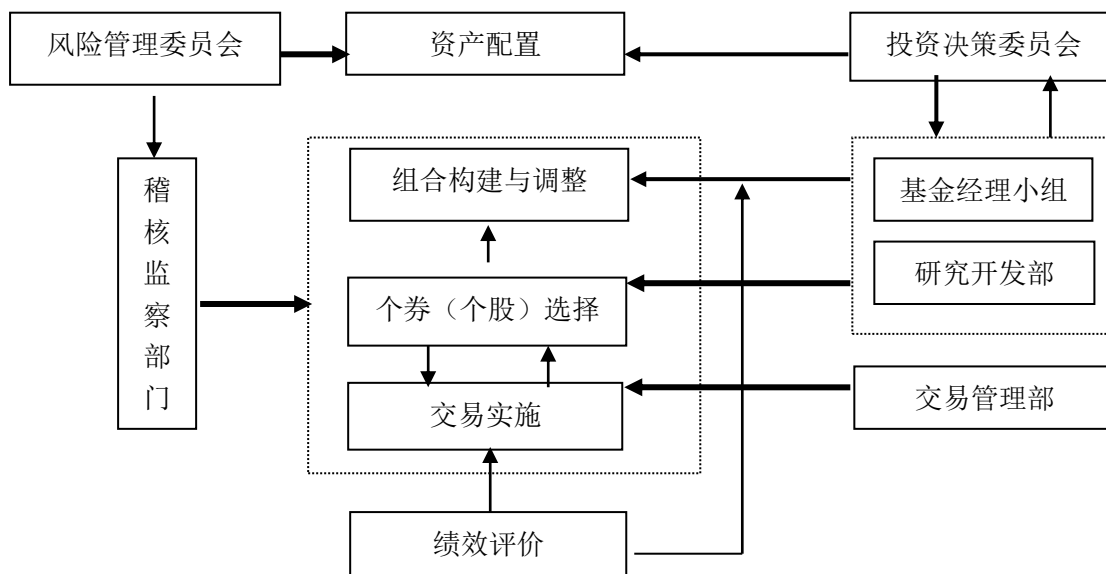 风险管理委员会
资产配置
投资决策委员会
稽核监察部门
组合构建与调整
基金经理小组
研究开发部
个券（个股）选择
交易实施
交易管理部
绩效评价